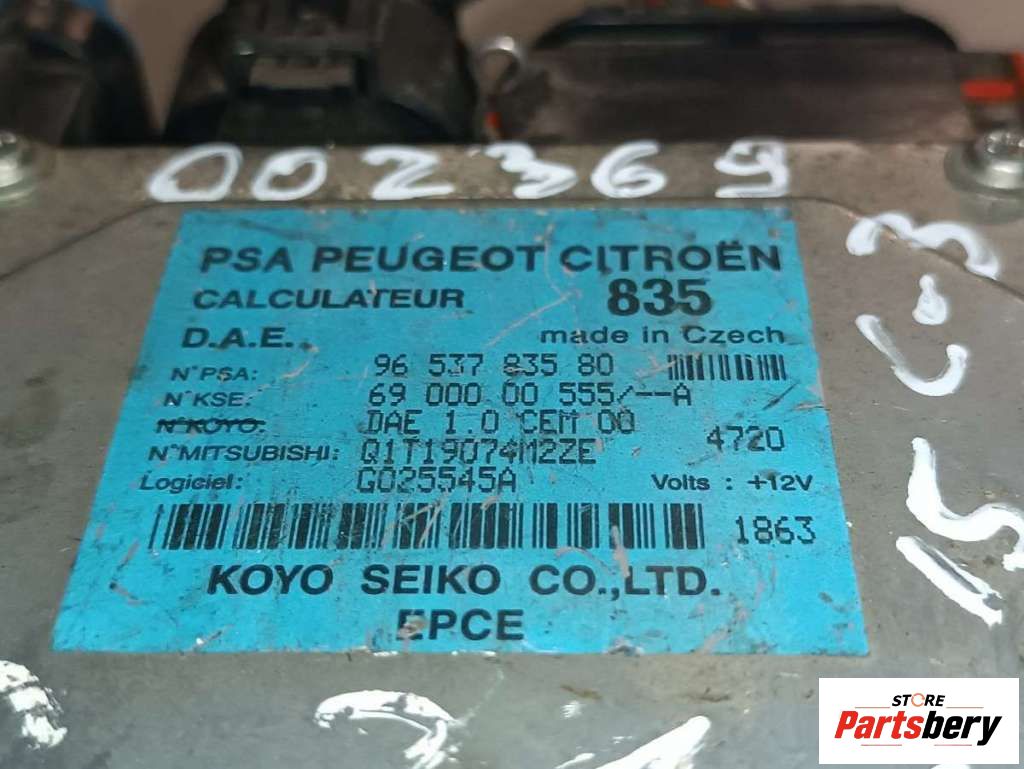 002369
PSA PEUGEOT CITROËN
CALCULATEUR 835
D.A.E. made in Czech
N°PSA: 96 537 835 80
N°KSE: 69 000 00 555/--A
N°KOYO: DAE 1.0 CEM 00
4720
N°MITSUBISHI: Q1T19074M2ZE
Logiciel: G025545A Volts : +12V
1863
KOYO SEIKO CO.,LTD.
EPCE
C-3
15
STORE
Partsbery